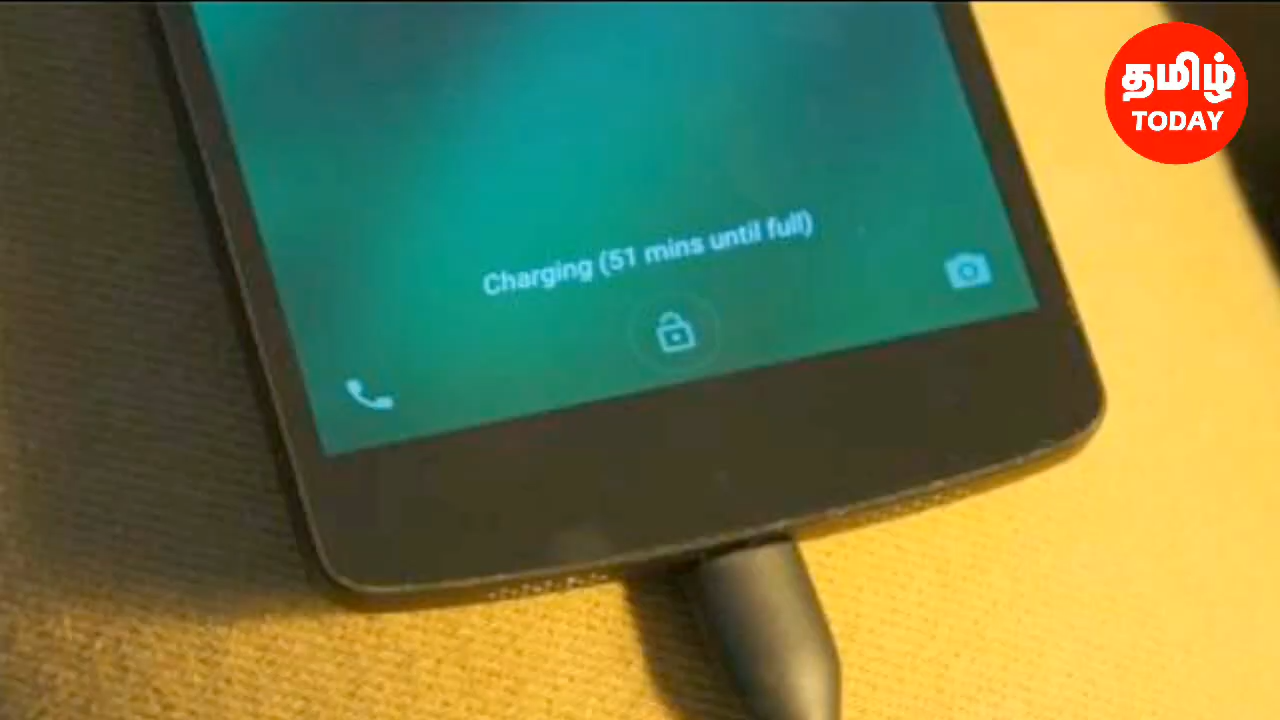 தமிழ்
TODAY
Charging (51 mins until full)